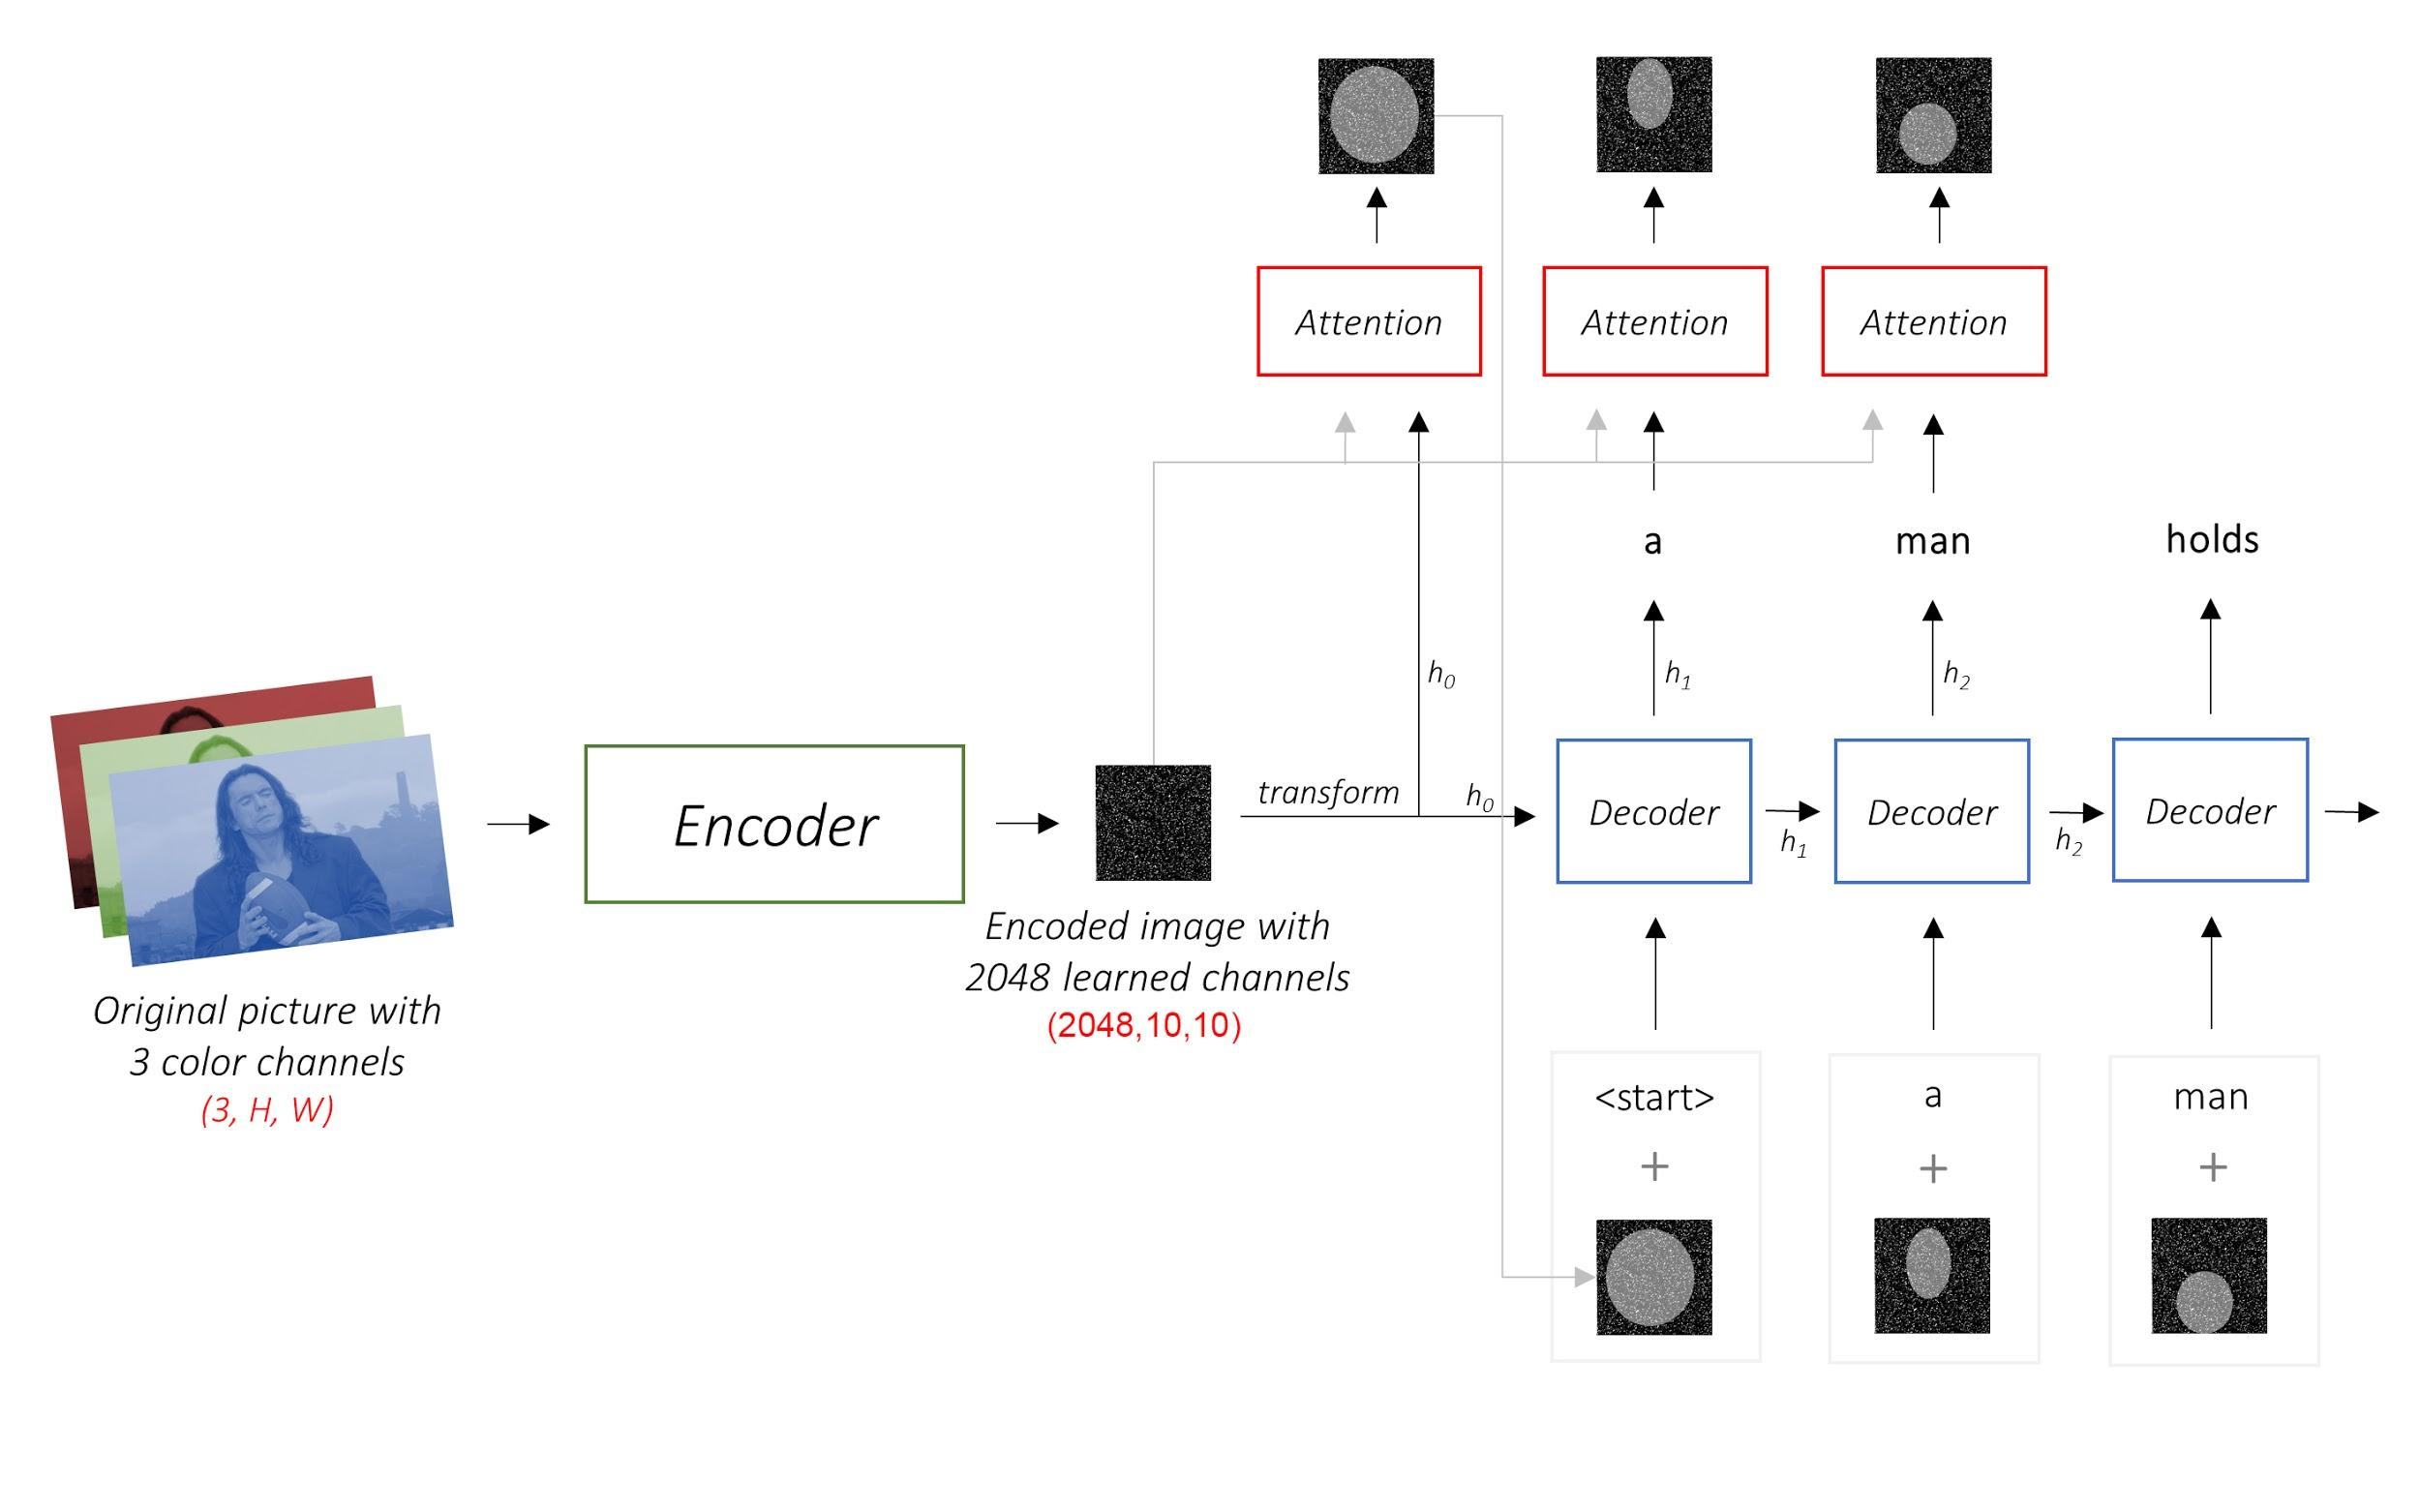 Attention
Attention
Attention
a
man
holds
h0
h1
h2
transform
h0
Encoder
Decoder
Decoder
Decoder
h1
h2
Encoded image with
2048 learned channels
(2048,10,10)
Original picture with
3 color channels
(3, H, W)
<start>
a
man
+
+
+